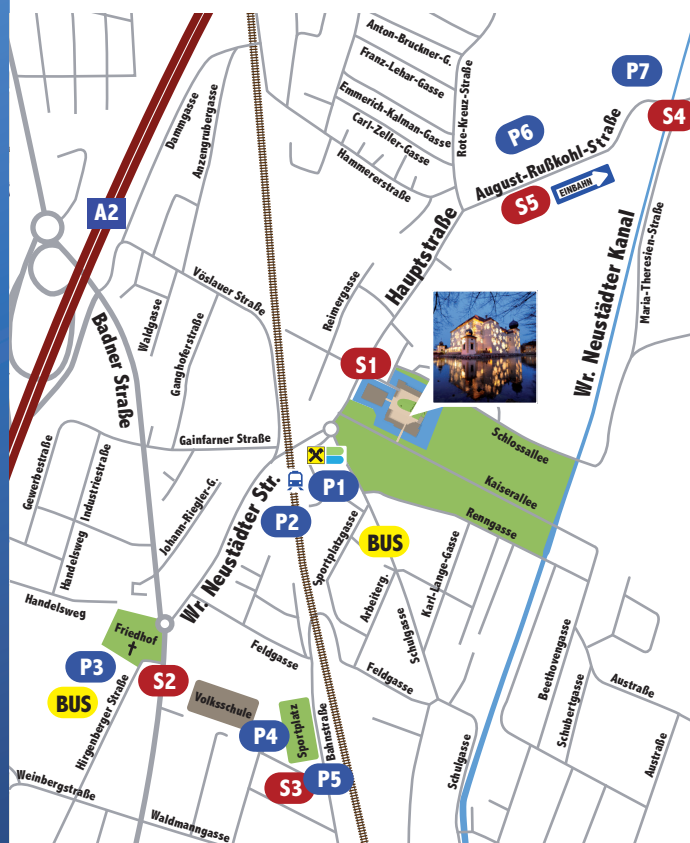 Anton-Bruckner-G.
Franz-Lehar-Gasse
Emmerich-Kalman-Gasse
Carl-Zeller-Gasse
Hammererstraße
Rote-Kreuz-Straße
P7
S4
P6
August-Rußkohl-Straße
S5
EINBAHN
Dammgasse
Anzengrubergasse
A2
Hauptstraße
Maria-Theresien-Straße
Wr. Neustädter Kanal
Vöslauer Straße
Waldgasse
Ganghoferstraße
Reimergasse
Badner Straße
S1
Gainfarner Straße
Schlossallee
Kaiserallee
Renngasse
Gewerbestraße
Industriestraße
Handelsweg
Johann-Riegler-G.
Wr. Neustädter Str.
P1
P2
Sportplatzgasse
BUS
Arbeiterg.
Karl-Lange-Gasse
Schulgasse
Handelsweg
Friedhof
P3
BUS
S2
Hirgenberger Straße
Feldgasse
Feldgasse
Volksschule
P4
Sportplatz
Bahnstraße
S3
P5
Beethovengasse
Schubertgasse
Austraße
Austraße
Schulgasse
Weinbergstraße
Waldmanngasse